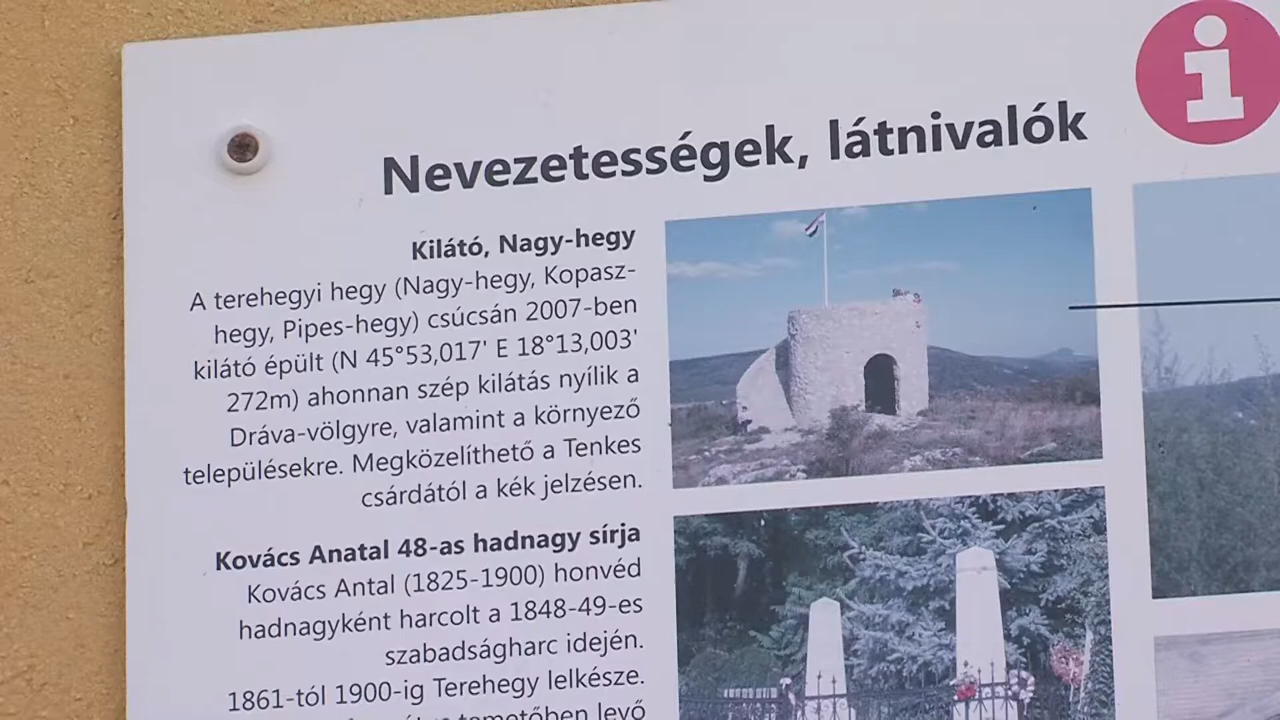 Nevezetességek, látnivalók
i
Kilátó, Nagy-hegy
A terehegyi hegy (Nagy-hegy, Kopasz-
hegy, Pipes-hegy) csúcsán 2007-ben
kilátó épült (N 45°53,017' E 18°13,003'
272m) ahonnan szép kilátás nyílik a
Dráva-völgyre, valamint a környező
településekre. Megközelíthető a Tenkes
csárdától a kék jelzésen.
Kovács Anatal 48-as hadnagy sírja
Kovács Antal (1825-1900) honvéd
hadnagyként harcolt a 1848-49-es
szabadságharc idején.
1861-től 1900-ig Terehegy lelkésze.
temetőben levő